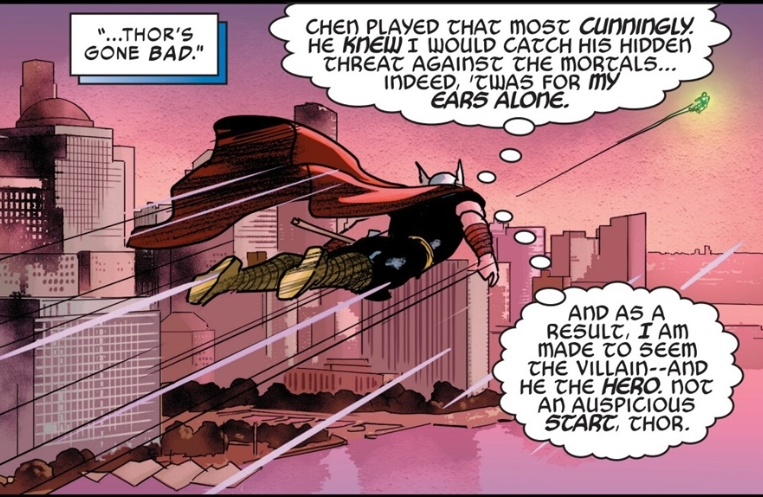 "...THOR'S
GONE BAD."
CHEN PLAYED THAT MOST CUNNINGLY.
HE KNEW I WOULD CATCH HIS HIDDEN
THREAT AGAINST THE MORTALS...
INDEED, 'TWAS FOR MY
EARS ALONE.
AND AS A
RESULT, I AM
MADE TO SEEM
THE VILLAIN--AND
HE THE HERO. NOT
AN AUSPICIOUS
START, THOR.